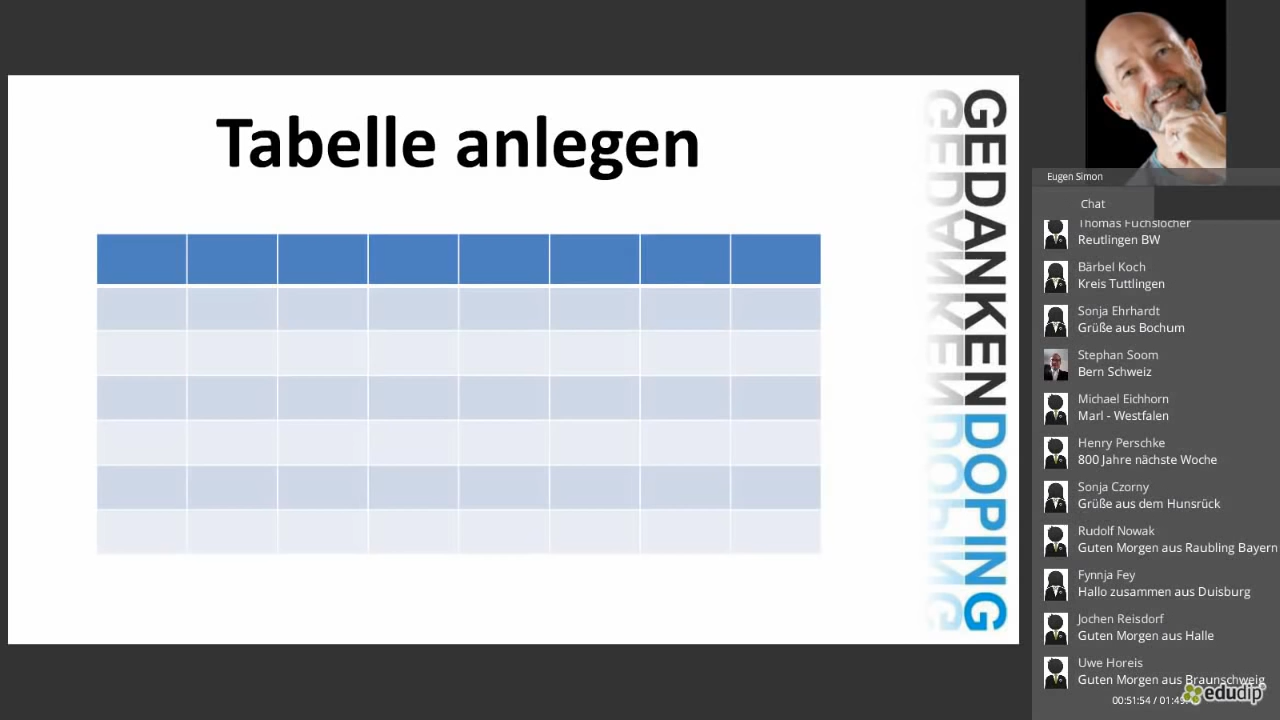 Tabelle anlegen
GEDANKENDOPING
Eugen Simon
Chat
Thomas Fuchslocher
Reutlingen BW
Bärbel Koch
Kreis Tuttlingen
Sonja Ehrhardt
Grüße aus Bochum
Stephan Soom
Bern Schweiz
Michael Eichhorn
Marl - Westfalen
Henry Perschke
800 Jahre nächste Woche
Sonja Czorny
Grüße aus dem Hunsrück
Rudolf Nowak
Guten Morgen aus Raubling Bayern
Fynnja Fey
Hallo zusammen aus Duisburg
Jochen Reisdorf
Guten Morgen aus Halle
Uwe Horeis
Guten Morgen aus Braunschweig
00:51:54 / 01:49:
edudip